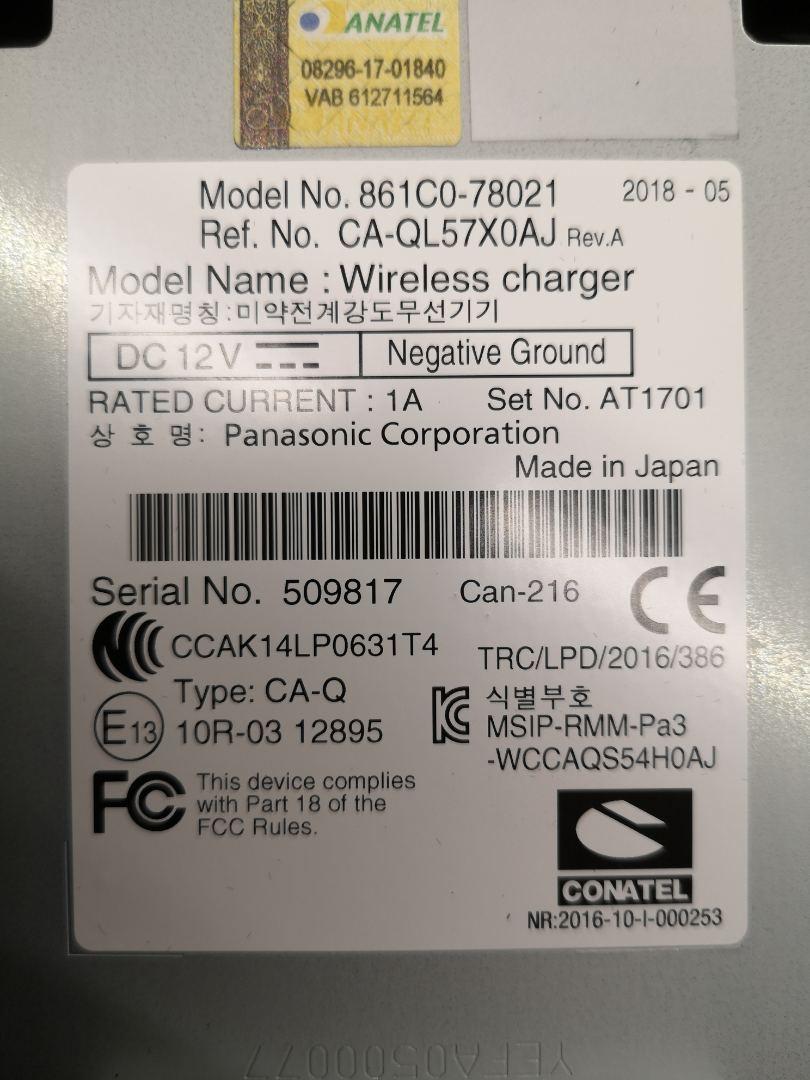 ANATEL
08296-17-01840
VAB 612711564
Model No. 861C0-78021 2018 - 05
Ref. No. CA-QL57X0AJ Rev.A
Model Name : Wireless charger
기자재명칭:미약전계강도무선기기
DC 12V Negative Ground
RATED CURRENT : 1A Set No. AT1701
상 호 명: Panasonic Corporation
Made in Japan
Serial No. 509817 Can-216 CE
CCAK14LP0631T4 TRC/LPD/2016/386
Type: CA-Q
식별부호
E13 10R-03 12895
MSIP-RMM-Pa3
-WCCAQS54H0AJ
FC This device complies
with Part 18 of the
FCC Rules.
CONATEL
NR:2016-10-I-000253
YEFA0500077